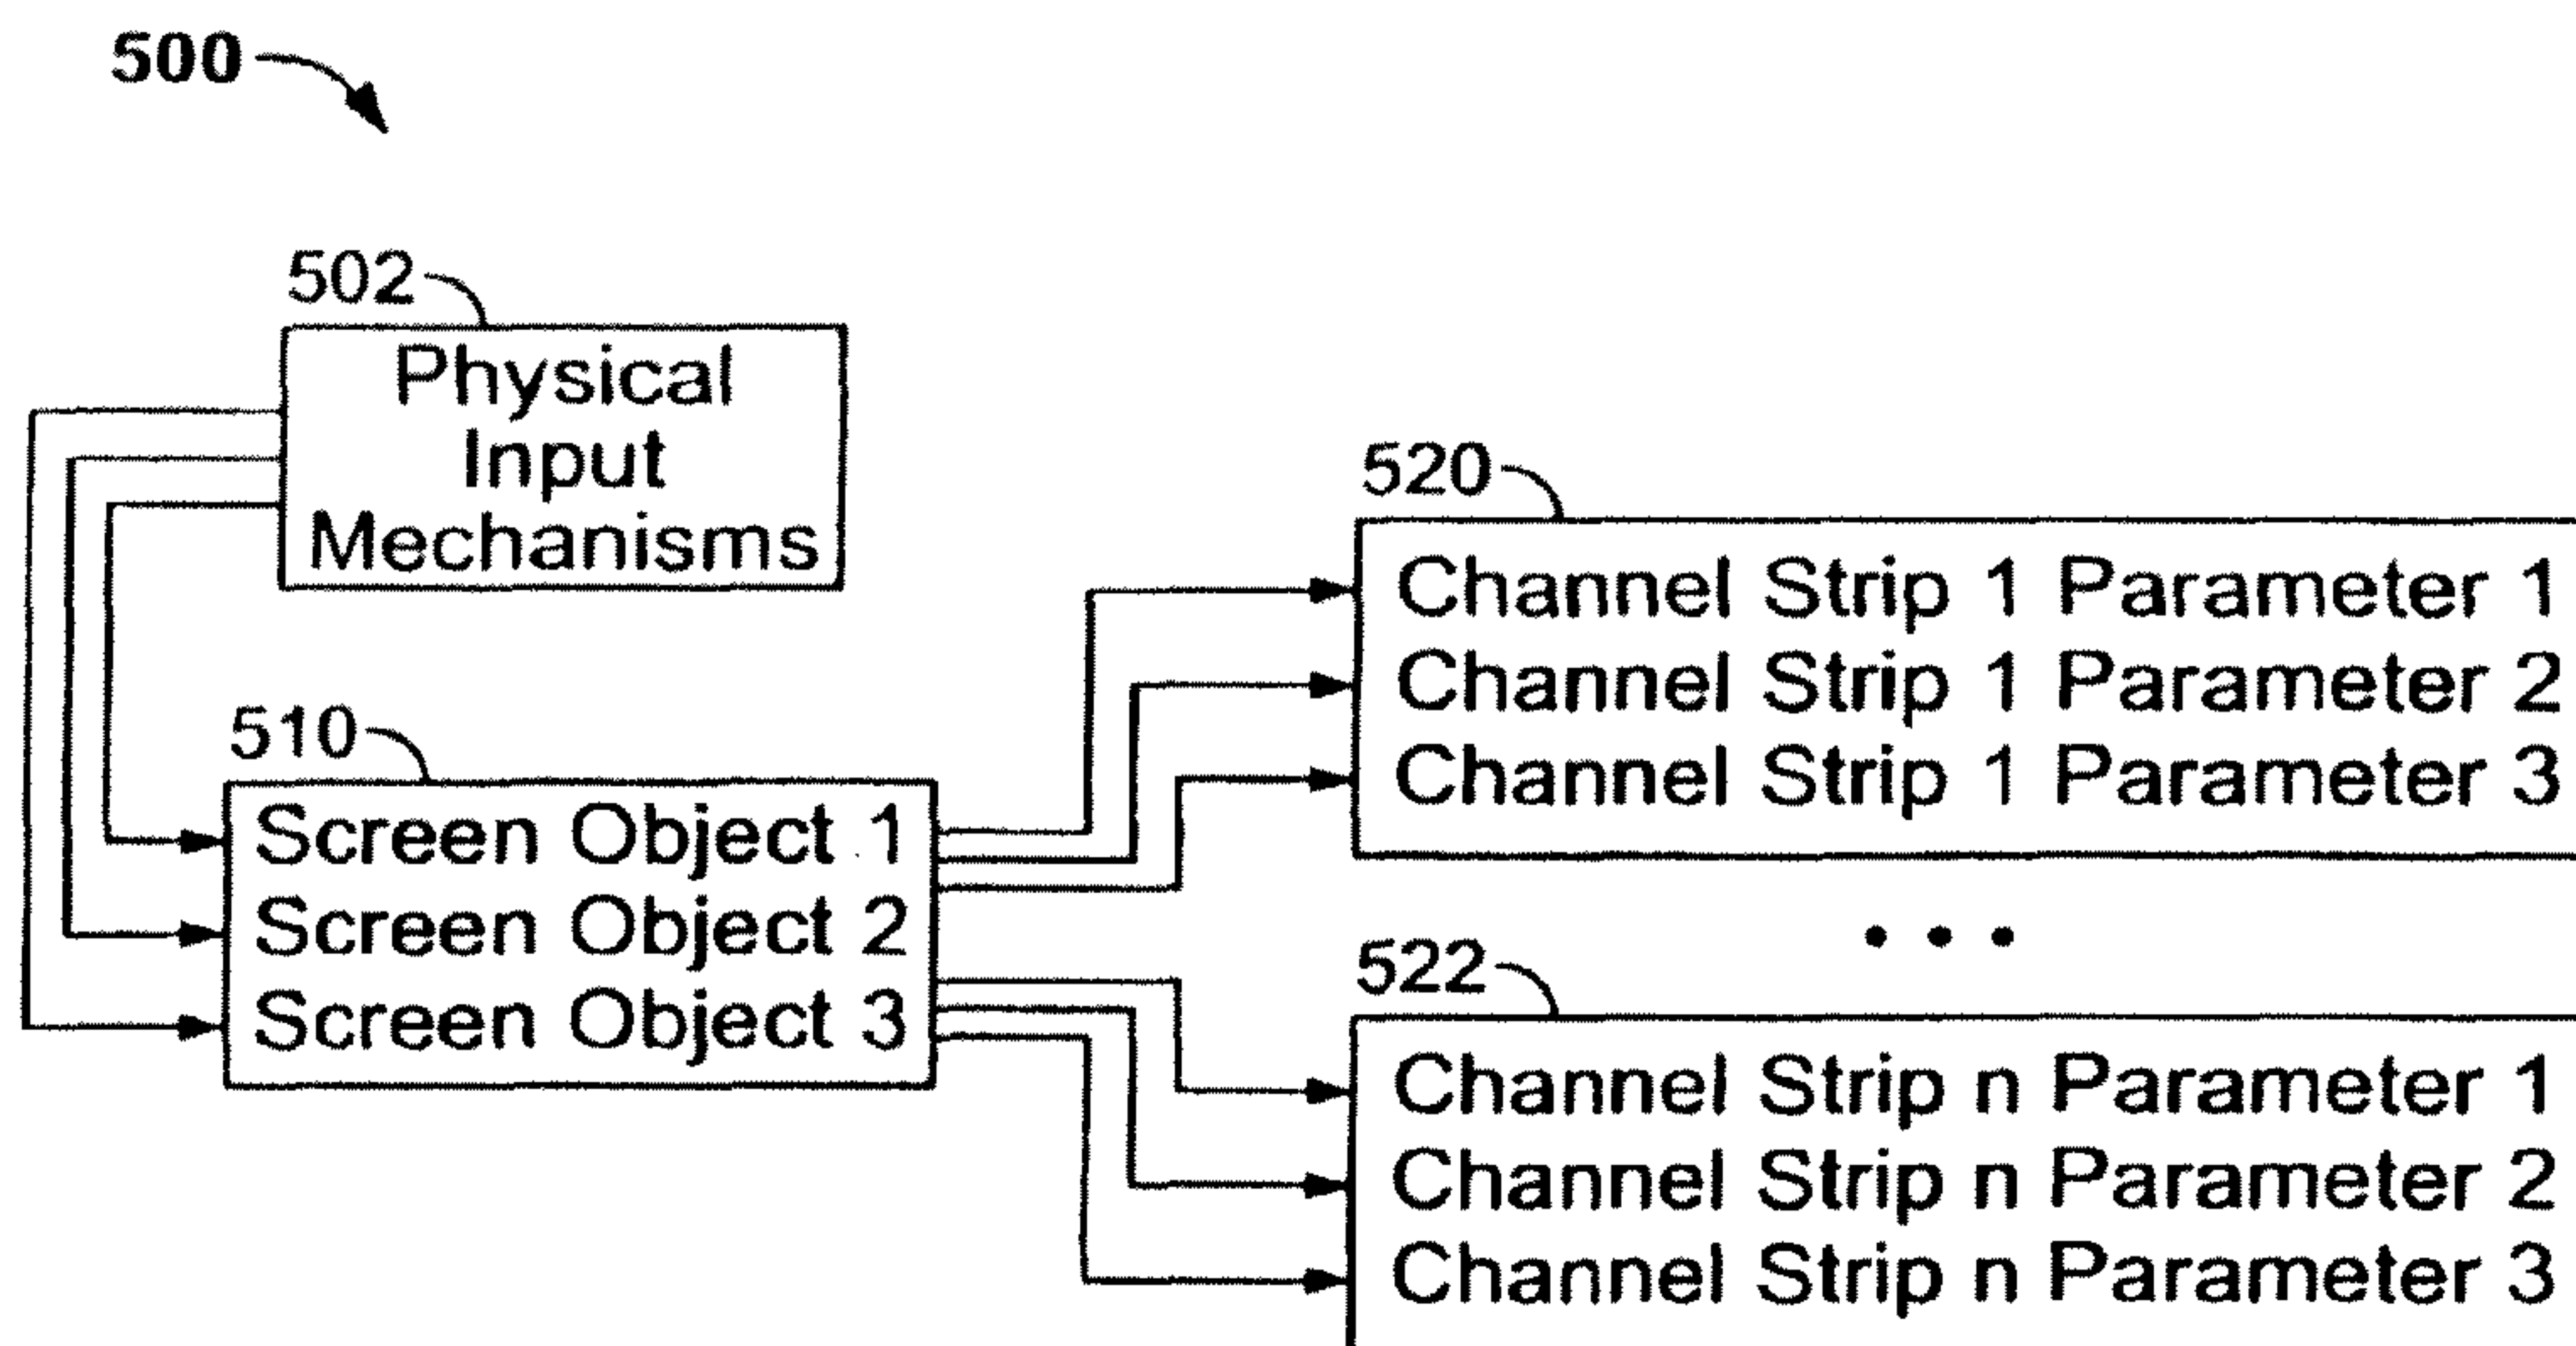 500
502
Physical
Input
Mechanisms
510
Screen Object 1
Screen Object 2
Screen Object 3
520
Channel Strip 1 Parameter 1
Channel Strip 1 Parameter 2
Channel Strip 1 Parameter 3
• • •
522
Channel Strip n Parameter 1
Channel Strip n Parameter 2
Channel Strip n Parameter 3